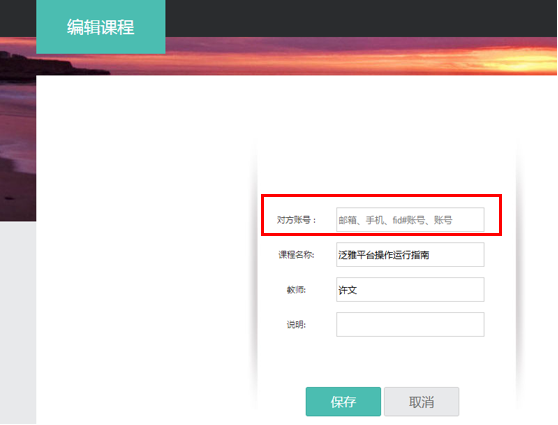 编辑课程
对方账号：
邮箱、手机、fid#账号、账号
课程名称:
泛雅平台操作运行指南
教师:
许文
说明:
保存
取消